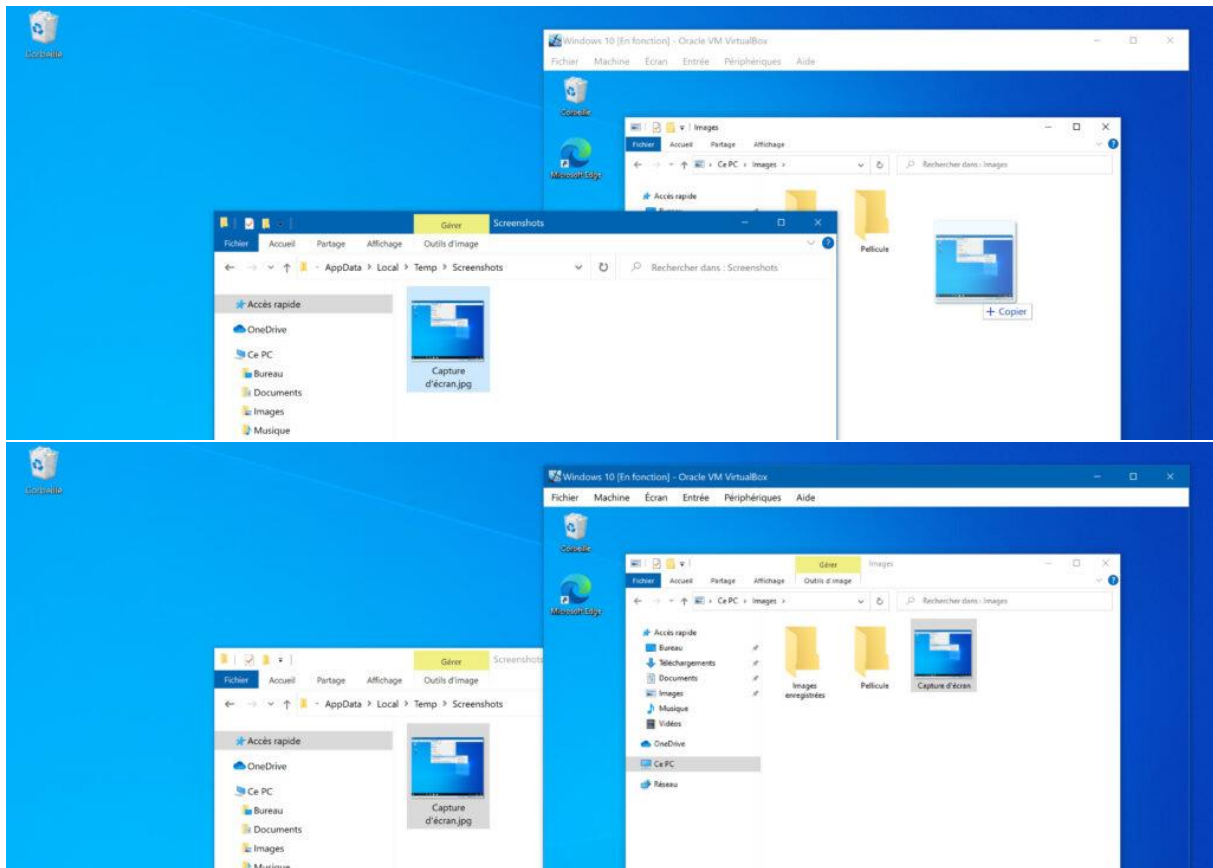 Corbeille
Windows 10 [En fonction] - Oracle VM VirtualBox
Fichier Machine Écran Entrée Périphériques Aide
Corbeille
Microsoft Edge
Images
Fichier Accueil Partage Affichage
Ce PC Images
Rechercher dans : Images
Accès rapide
Bureau
Pellicule
+ Copier
Gérer Screenshots
Fichier Accueil Partage Affichage Outils d'image
AppData Local Temp Screenshots
Rechercher dans : Screenshots
Accès rapide
OneDrive
Ce PC
Bureau
Documents
Images
Musique
Capture
d'écran.jpg
Corbeille
Windows 10 [En fonction] - Oracle VM VirtualBox
Fichier Machine Écran Entrée Périphériques Aide
Corbeille
Microsoft Edge
Gérer Images
Fichier Accueil Partage Affichage Outils d'image
Ce PC Images
Rechercher dans : Images
Accès rapide
Bureau
Téléchargements
Documents
Images
Musique
Vidéos
OneDrive
Ce PC
Réseau
Images
enregistrées
Pellicule
Capture d'écran
Gérer Screenshots
Fichier Accueil Partage Affichage Outils d'image
AppData Local Temp Screenshots
Accès rapide
OneDrive
Ce PC
Bureau
Documents
Images
Musique
Capture
d'écran.jpg